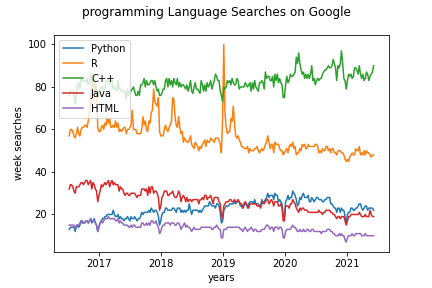 programming Language Searches on Google
100
80
60
40
20
week searches
Python
R
C++
Java
HTML
2017 2018 2019 2020 2021
years